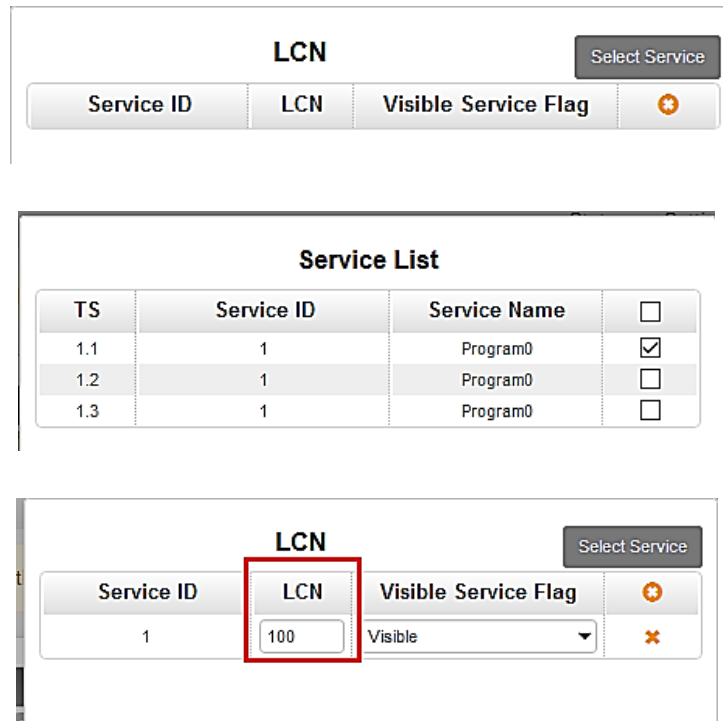 LCN
Select Service
Service ID LCN Visible Service Flag
Service List
TS Service ID Service Name
1.1 1 Program0
1.2 1 Program0
1.3 1 Program0
LCN
Select Service
t
Service ID LCN Visible Service Flag
1 100 Visible